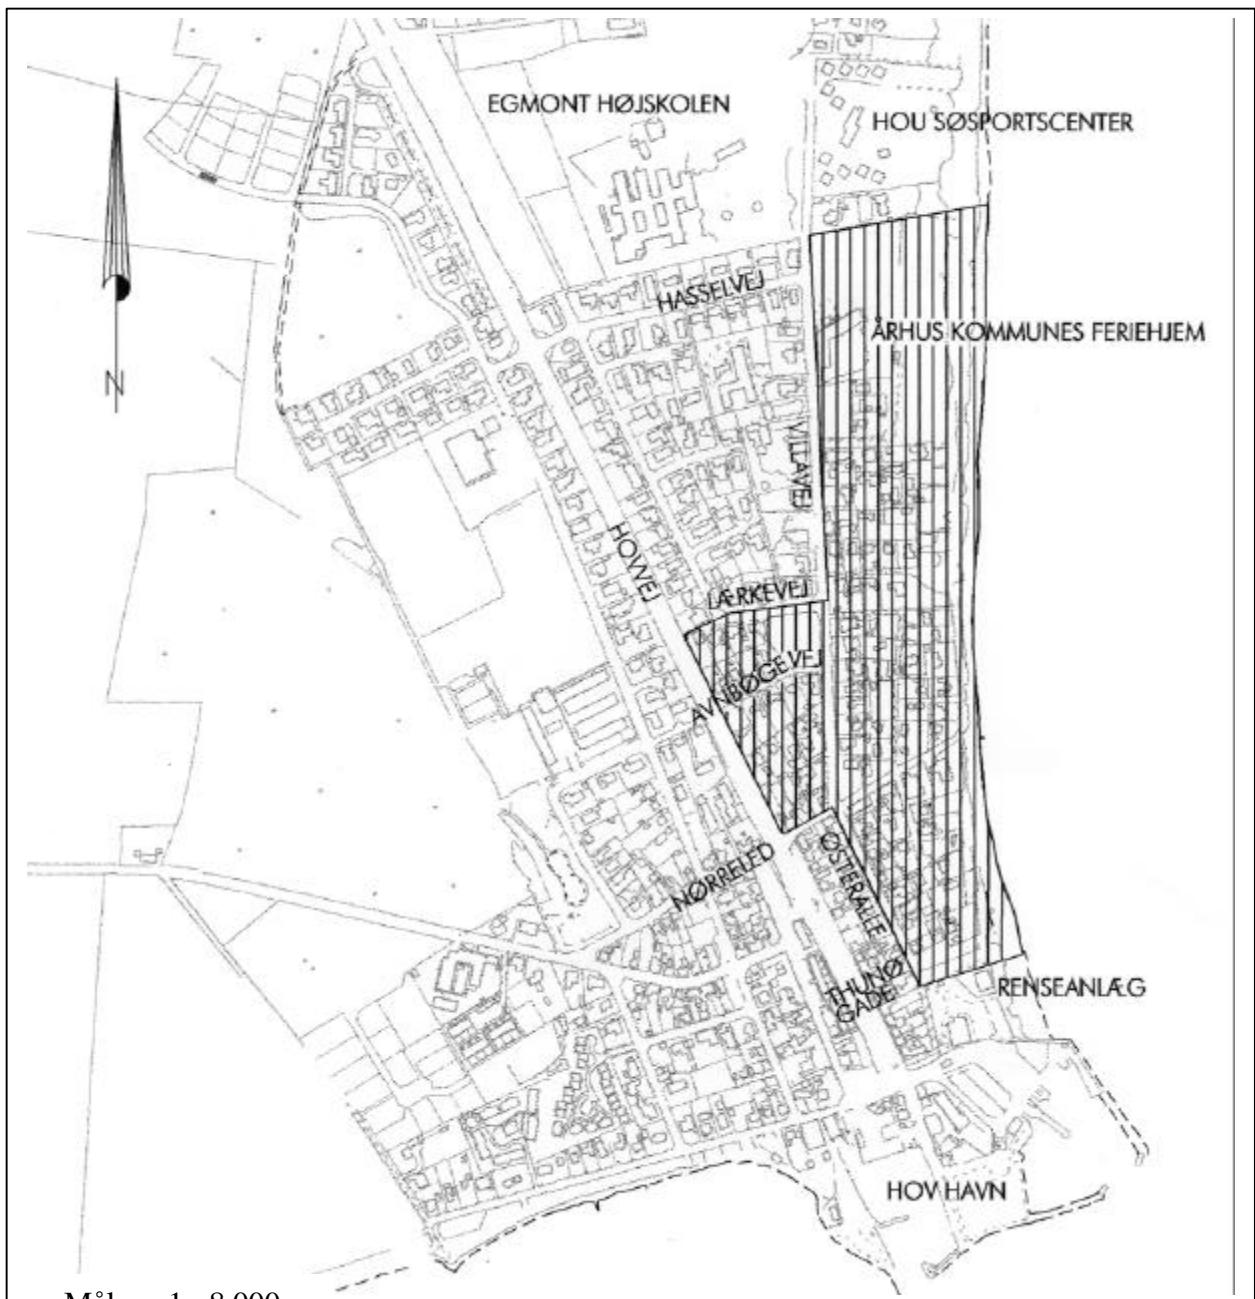 EGMONT HØJSKOLEN
HOU SØSPORTSCENTER
HASSELVEJ
ÅRHUS KOMMUNES FERIEHJEM
N
VILLAVEJ
HOVVEJ
LÆRKEVEJ
AVNBØGEVEJ
NØRRELED
ØSTERALLE
THUNØ
GADE
RENSEANLÆG
HOV HAVN